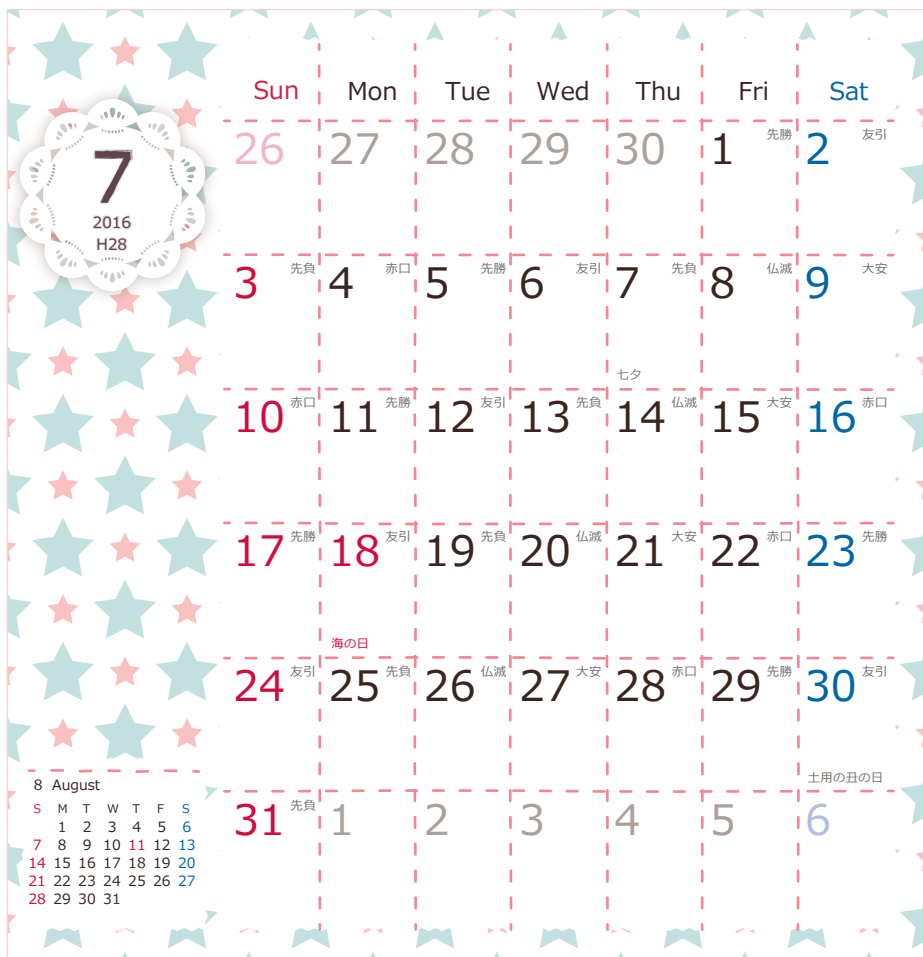 7
2016
H28
Sun Mon Tue Wed Thu Fri Sat
26 27 28 29 30 1 先勝 2 友引
3 先負 4 赤口 5 先勝 6 友引 7 先負 8 仏滅 9 大安
七夕
10 赤口 11 先勝 12 友引 13 先負 14 仏滅 15 大安 16 赤口
17 先勝 18 友引 19 先負 20 仏滅 21 大安 22 赤口 23 先勝
海の日
24 友引 25 先負 26 仏滅 27 大安 28 赤口 29 先勝 30 友引
土用の丑の日
31 先負 1 2 3 4 5 6
8 August
S M T W T F S
1 2 3 4 5 6
7 8 9 10 11 12 13
14 15 16 17 18 19 20
21 22 23 24 25 26 27
28 29 30 31